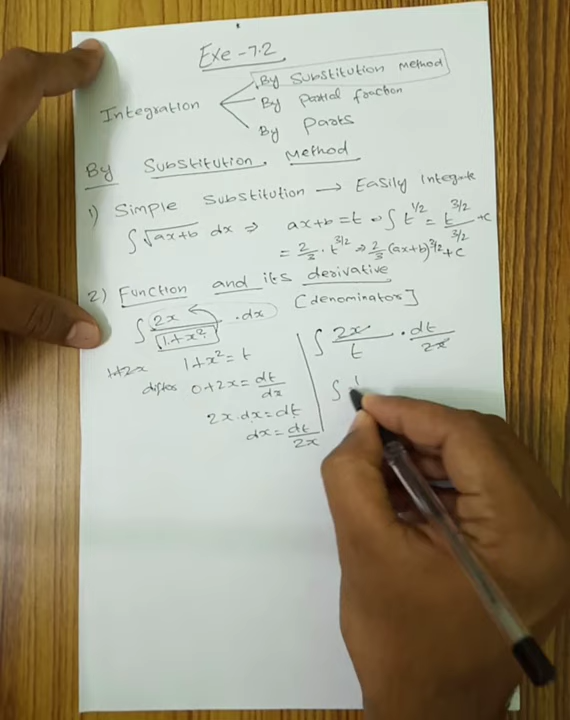 Exe - 7.2
Integration
By Substitution Method
By Partial fraction
By Parts
By Substitution Method
1) Simple Substitution → Easily Integrate
∫ √ax+b dx ⇒ ax+b = t ⇒ ∫ t^1/2 = t^3/2 / 3/2 + c
= 2/3 . t^3/2 ⇒ 2/3 (ax+b)^3/2 + c
2) Function and its derivative
[denominator]
∫ 2x / 1+x² . dx
1+x² = t
0+2x = dt/dx
2x.dx = dt
dx = dt/2x
∫ 2x/t . dt/2x
∫ 1